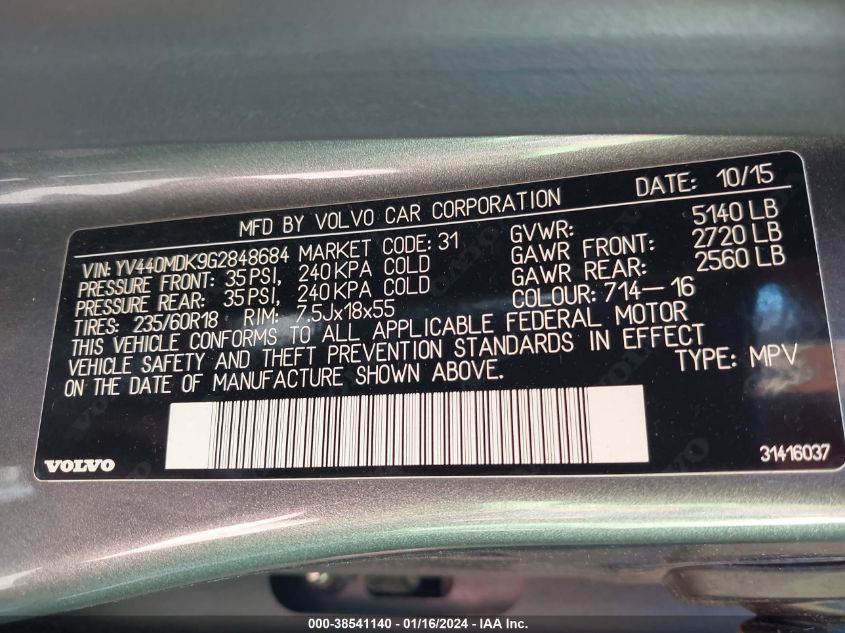 MFD BY VOLVO CAR CORPORATION DATE: 10/15
VIN: YV440MDK9G2848684 MARKET CODE: 31 GVWR: 5140 LB
PRESSURE FRONT: 35 PSI, 240 KPA COLD GAWR FRONT: 2720 LB
PRESSURE REAR: 35 PSI, 240 KPA COLD GAWR REAR: 2560 LB
TIRES: 235/60R18 RIM: 7.5Jx18x55 COLOUR: 714-16
THIS VEHICLE CONFORMS TO ALL APPLICABLE FEDERAL MOTOR
VEHICLE SAFETY AND THEFT PREVENTION STANDARDS IN EFFECT
ON THE DATE OF MANUFACTURE SHOWN ABOVE. TYPE: MPV
VOLVO 31416037
000-38541140 - 01/16/2024 - IAA Inc.